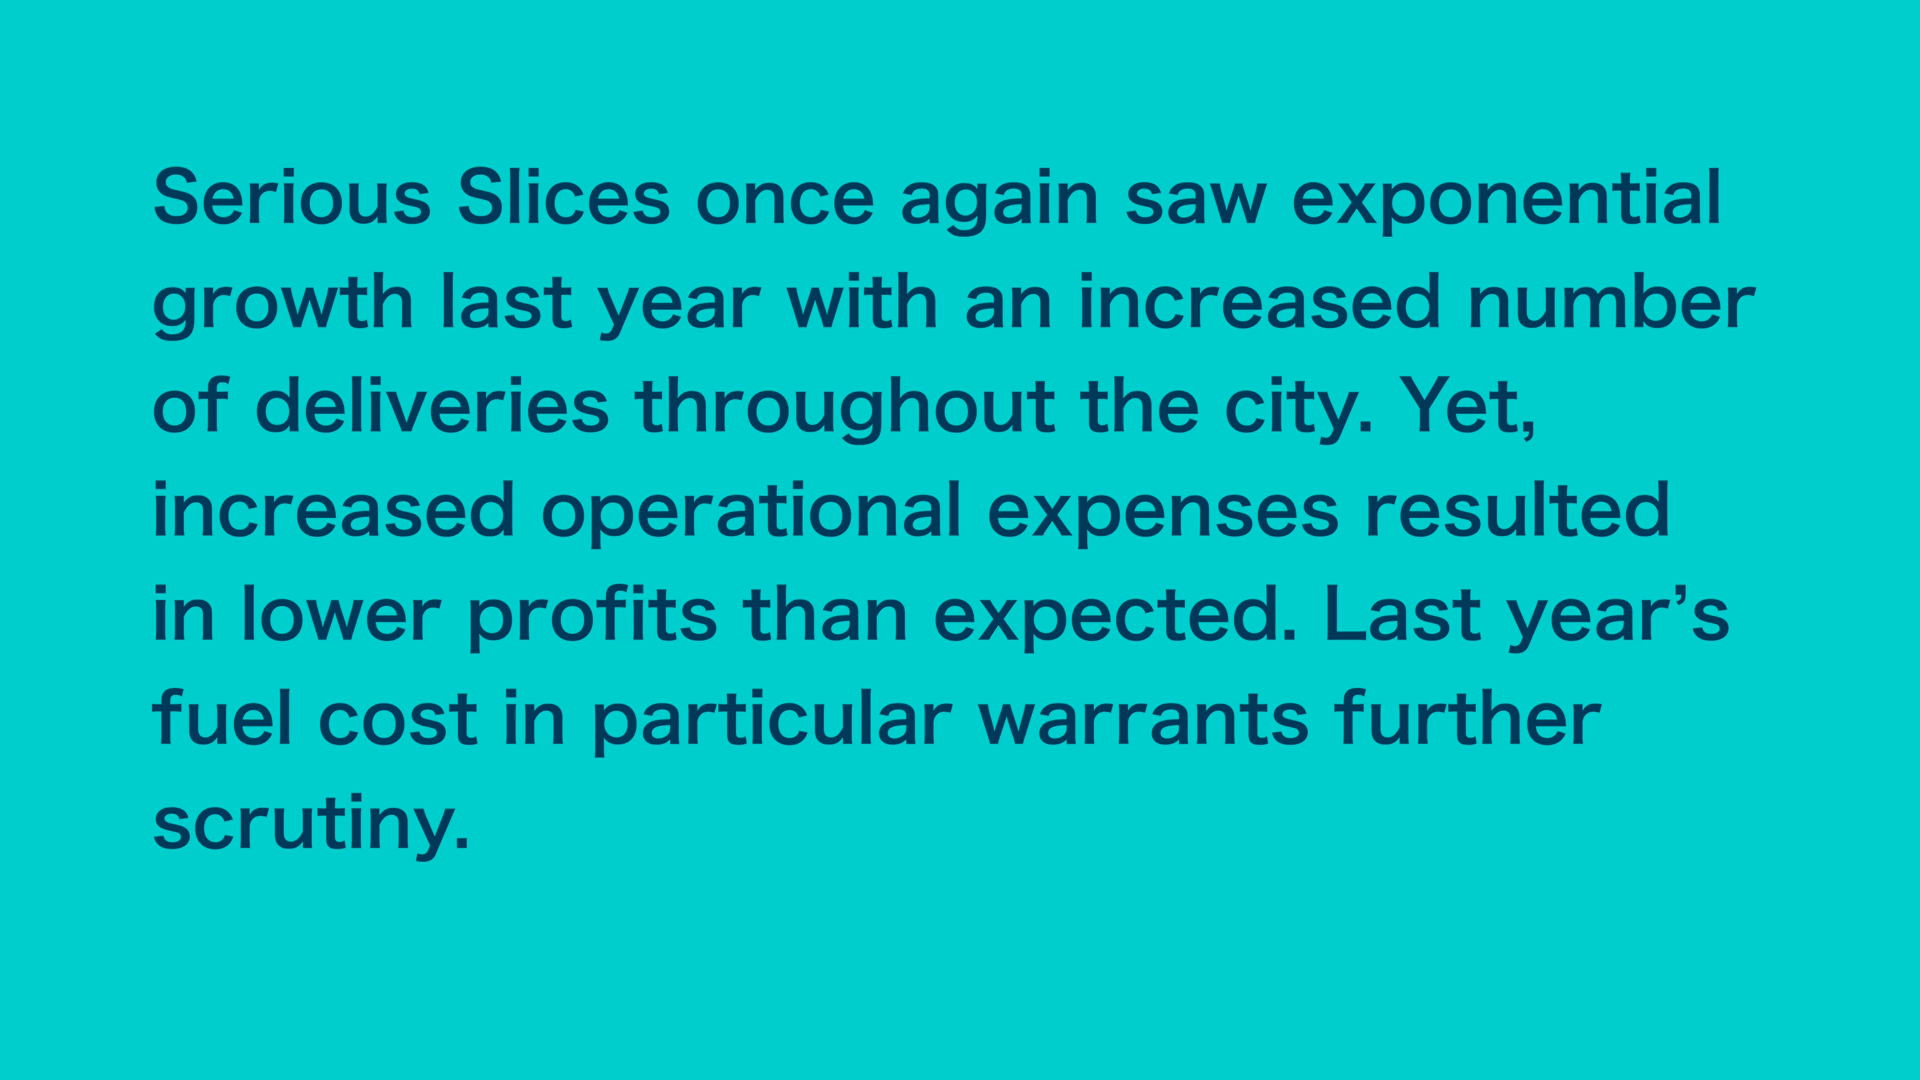 Serious Slices once again saw exponential
growth last year with an increased number
of deliveries throughout the city. Yet,
increased operational expenses resulted
in lower profits than expected. Last year’s
fuel cost in particular warrants further
scrutiny.